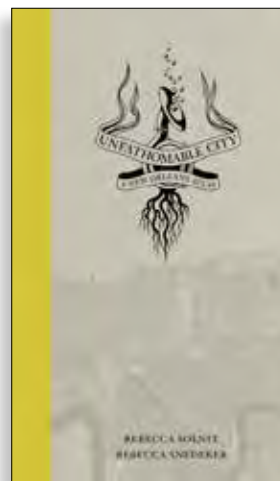 UNFATHOMABLE CITY
A NEW ORLEANS ATLAS
REBECCA SOLNIT
REBECCA SNEDEKER